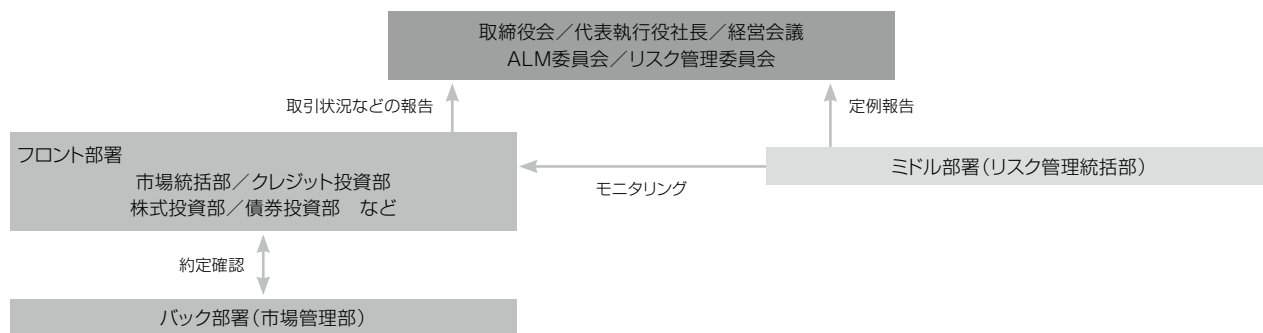 取締役会／代表執行役社長／経営会議
ALM委員会／リスク管理委員会
取引状況などの報告
定例報告
フロント部署
市場統括部／クレジット投資部
株式投資部／債券投資部　など
ミドル部署（リスク管理統括部）
モニタリング
約定確認
バック部署（市場管理部）